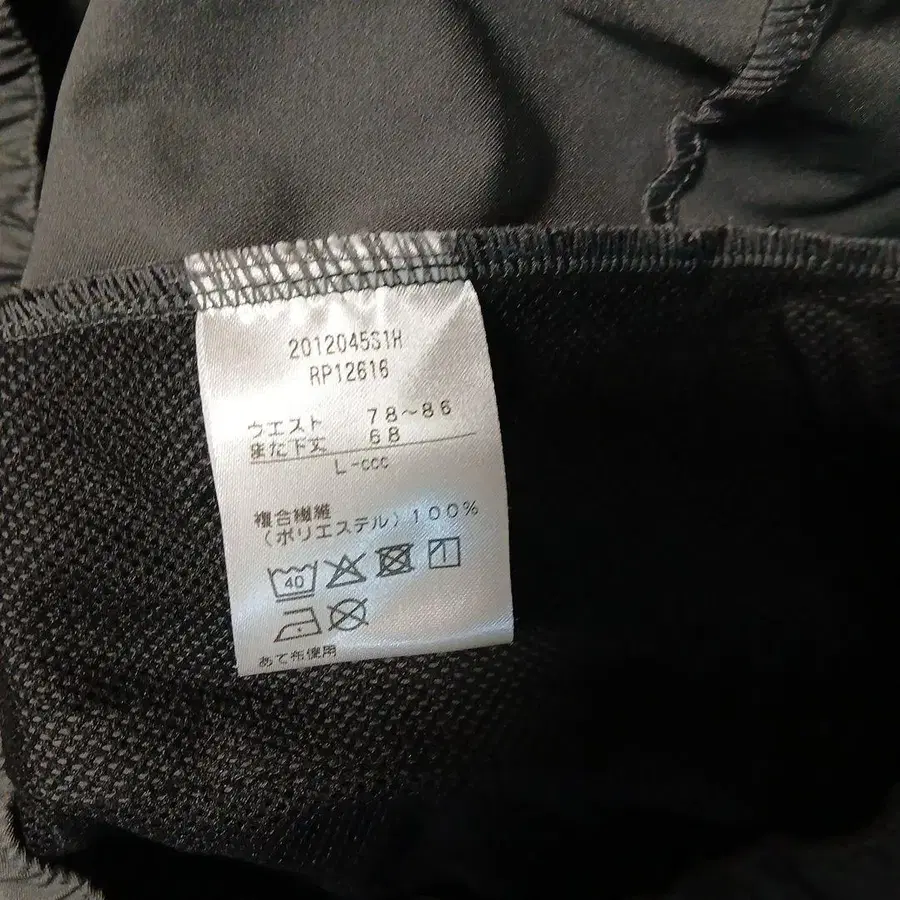 2012045S1H
RP12616
ウエスト 78~86
また下丈 68
L-ccc
複合繊維
(ポリエステル) 100%
40
あて布使用